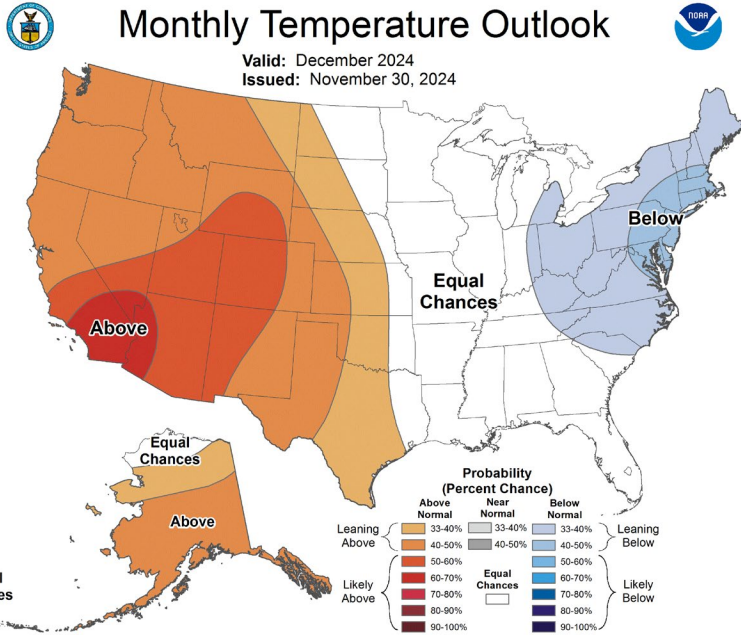 Monthly Temperature Outlook
Valid: December 2024
Issued: November 30, 2024
NOAA
Above
Equal
Chances
Below
Equal
Chances
Above
Probability
(Percent Chance)
Above
Normal
Near
Normal
Below
Normal
Leaning
Above
33-40%
40-50%
33-40%
40-50%
33-40%
40-50%
Leaning
Below
Likely
Above
50-60%
60-70%
70-80%
80-90%
90-100%
Equal
Chances
50-60%
60-70%
70-80%
80-90%
90-100%
Likely
Below
es